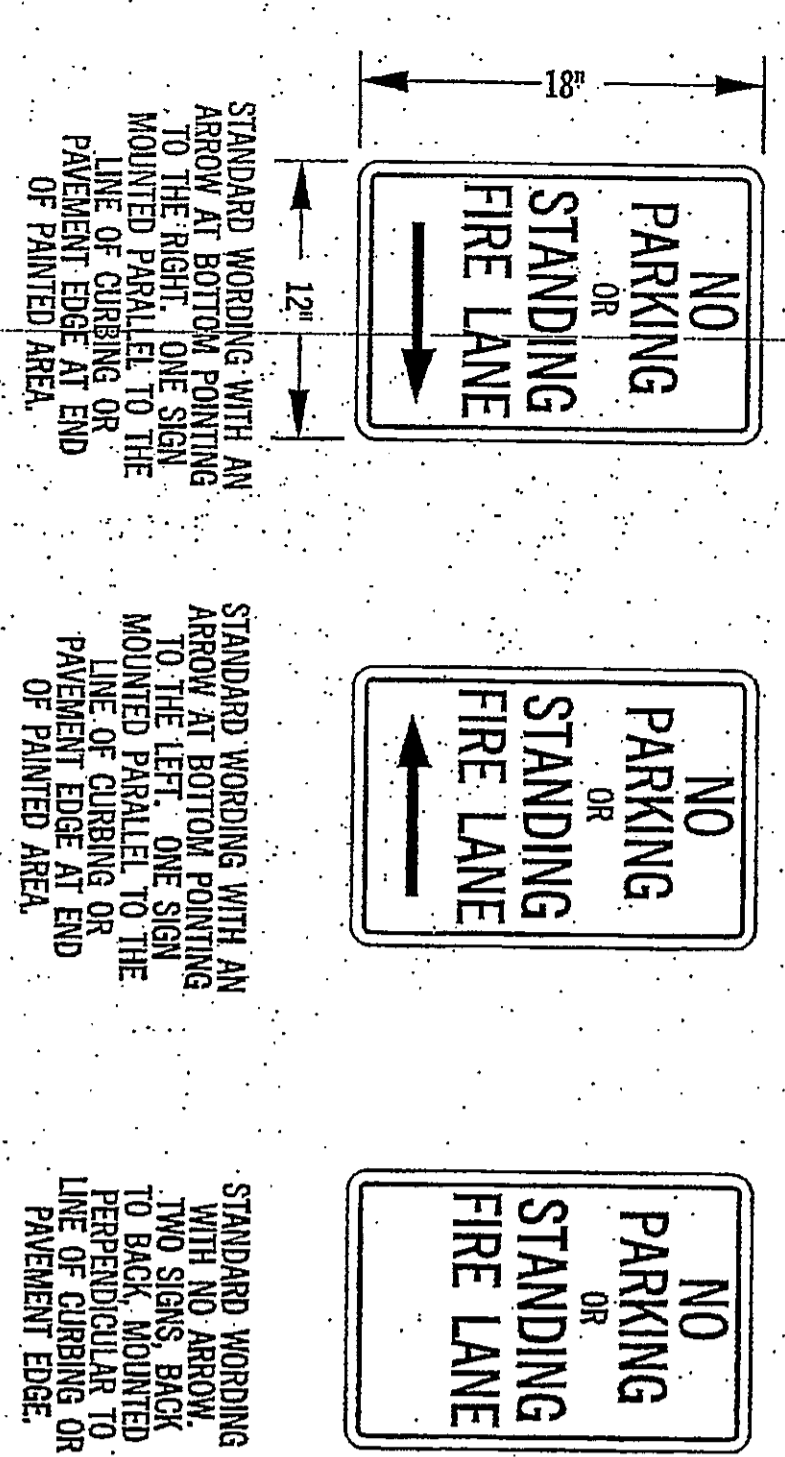 18"
NO
PARKING
OR
STANDING
FIRE LANE
12"
STANDARD WORDING WITH AN
ARROW AT BOTTOM POINTING
TO THE RIGHT. ONE SIGN
MOUNTED PARALLEL TO THE
LINE OF CURBING OR
PAVEMENT EDGE AT END
OF PAINTED AREA.
NO
PARKING
OR
STANDING
FIRE LANE
STANDARD WORDING WITH AN
ARROW AT BOTTOM POINTING
TO THE LEFT. ONE SIGN
MOUNTED PARALLEL TO THE
LINE OF CURBING OR
PAVEMENT EDGE AT END
OF PAINTED AREA.
NO
PARKING
OR
STANDING
FIRE LANE
STANDARD WORDING
WITH NO ARROW.
TWO SIGNS, BACK
TO BACK, MOUNTED
PERPENDICULAR TO
LINE OF CURBING OR
PAVEMENT EDGE.